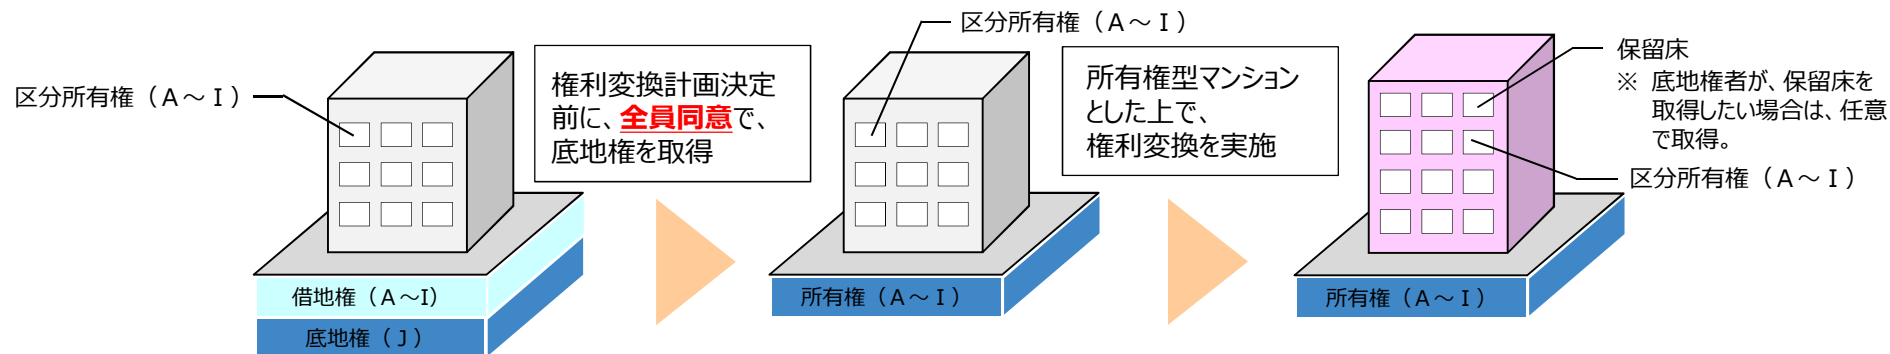 区分所有権（A～I）
権利変換計画決定
前に、全員同意で、
底地権を取得
借地権（A～I）
底地権（J）
区分所有権（A～I）
所有権型マンション
とした上で、
権利変換を実施
所有権（A～I）
保留床
※ 底地権者が、保留床を
取得したい場合は、任意
で取得。
区分所有権（A～I）
所有権（A～I）